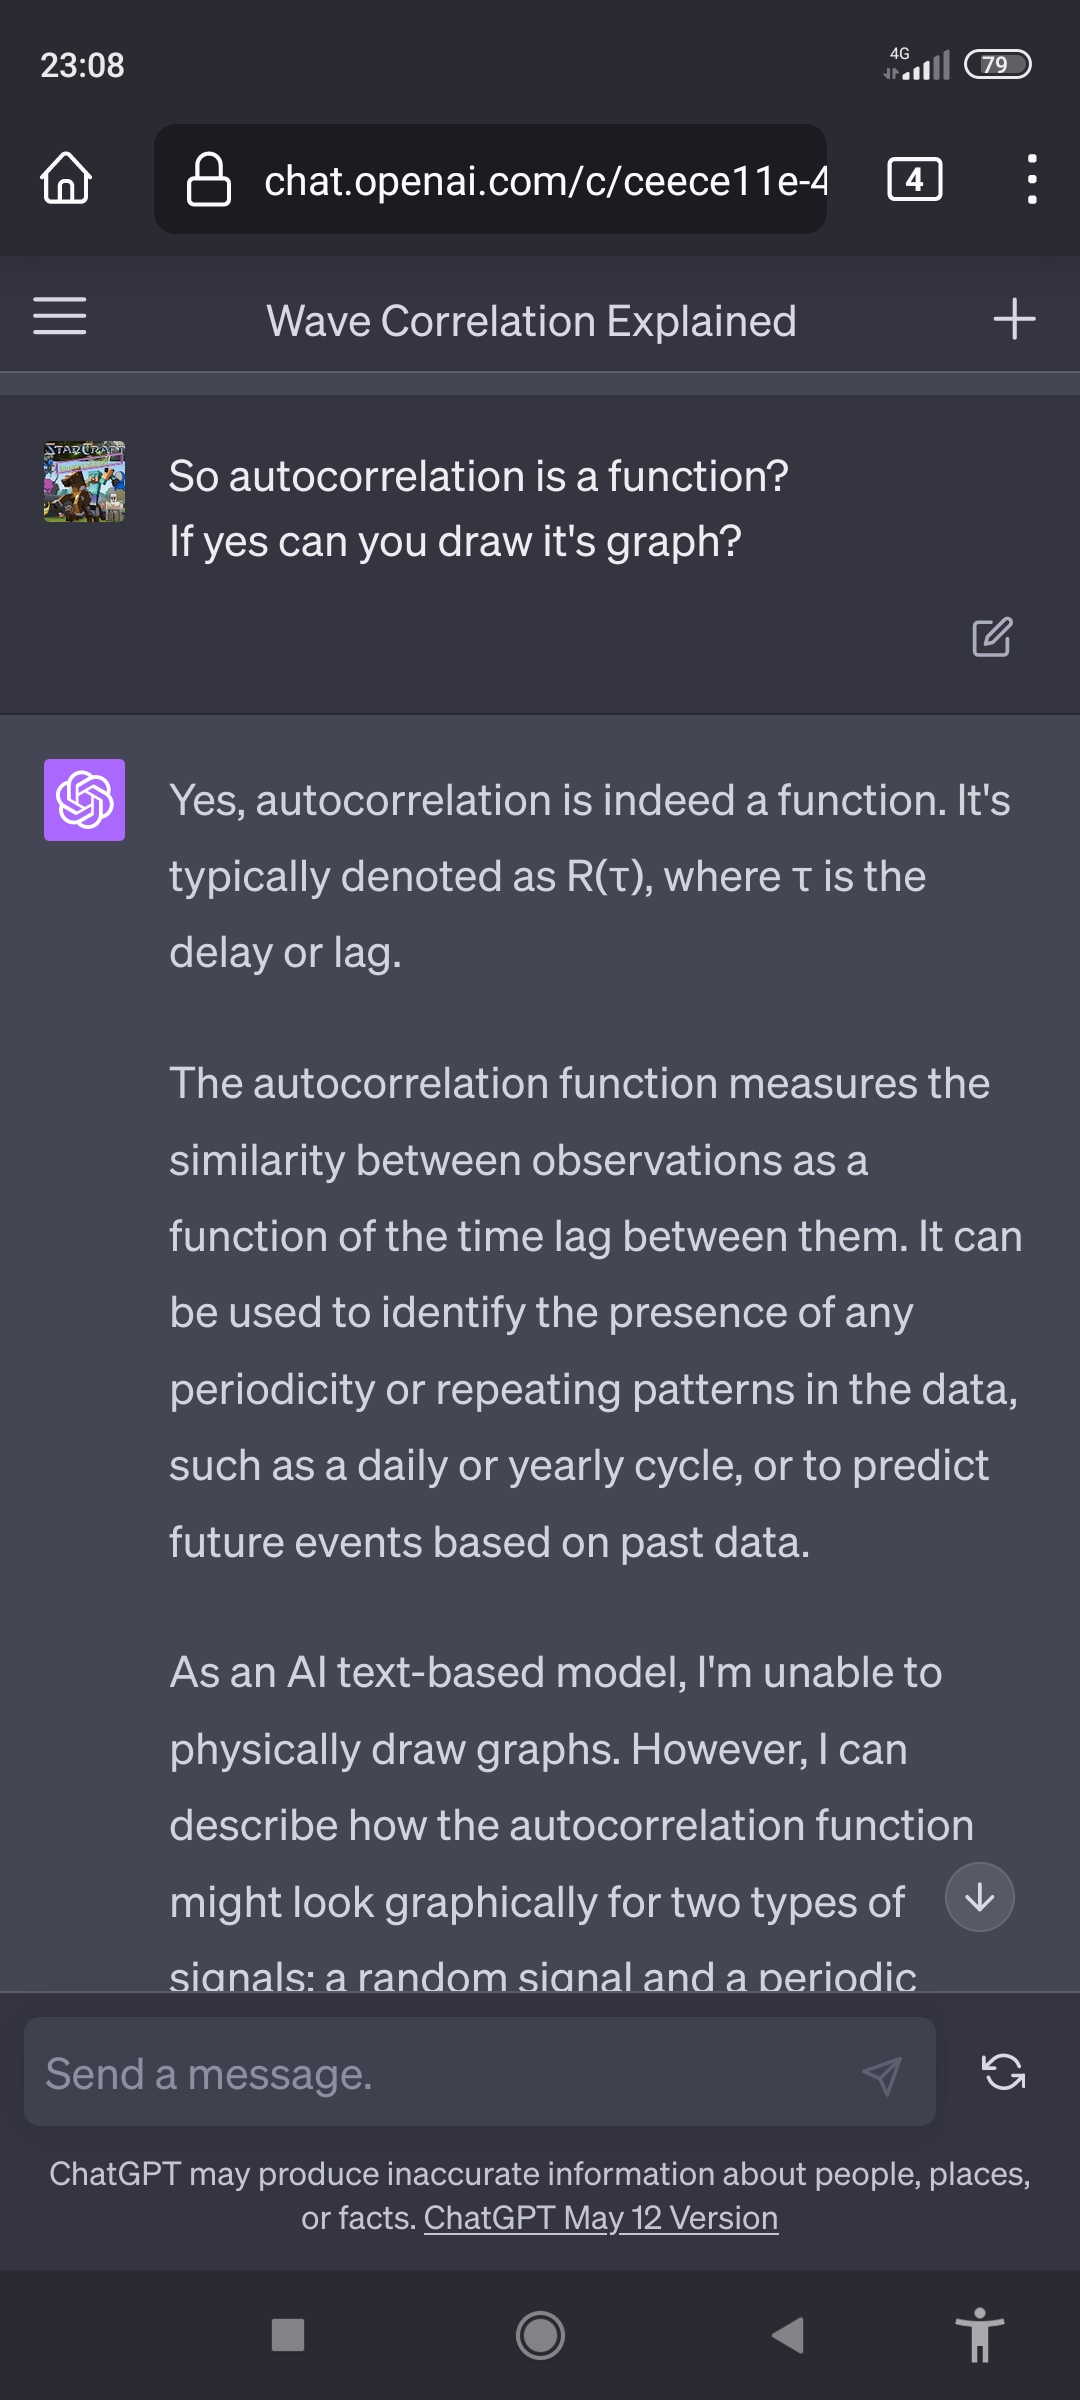 23:08
4G
79
chat.openai.com/c/ceece11e-4
4
Wave Correlation Explained
STARCRAFT
So autocorrelation is a function?
If yes can you draw it's graph?
Yes, autocorrelation is indeed a function. It's
typically denoted as R(τ), where τ is the
delay or lag.
The autocorrelation function measures the
similarity between observations as a
function of the time lag between them. It can
be used to identify the presence of any
periodicity or repeating patterns in the data,
such as a daily or yearly cycle, or to predict
future events based on past data.
As an AI text-based model, I'm unable to
physically draw graphs. However, I can
describe how the autocorrelation function
might look graphically for two types of
signals: a random signal and a periodic
Send a message.
ChatGPT may produce inaccurate information about people, places,
or facts. ChatGPT May 12 Version